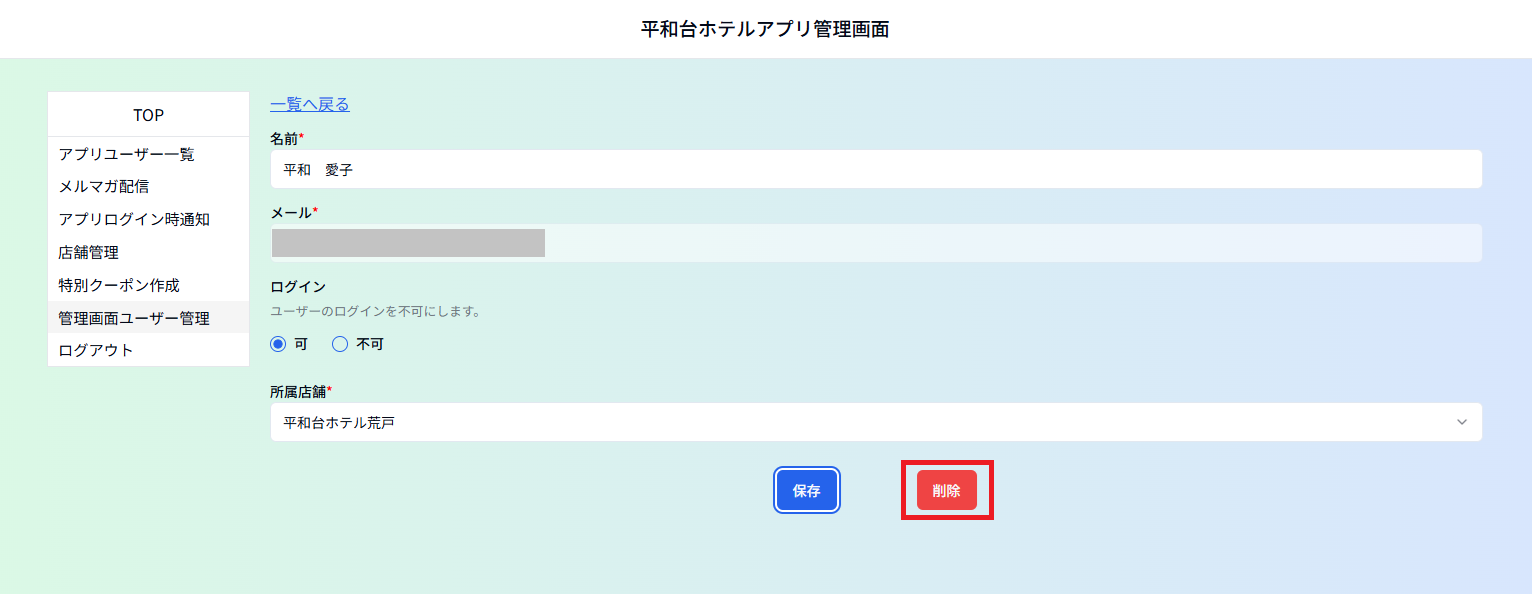 平和台ホテルアプリ管理画面
TOP
アプリユーザー一覧
メルマガ配信
アプリログイン時通知
店舗管理
特別クーポン作成
管理画面ユーザー管理
ログアウト
一覧へ戻る
名前*
平和　愛子
メール*
ログイン
ユーザーのログインを不可にします。
可 不可
所属店舗*
平和台ホテル荒戸
保存 削除